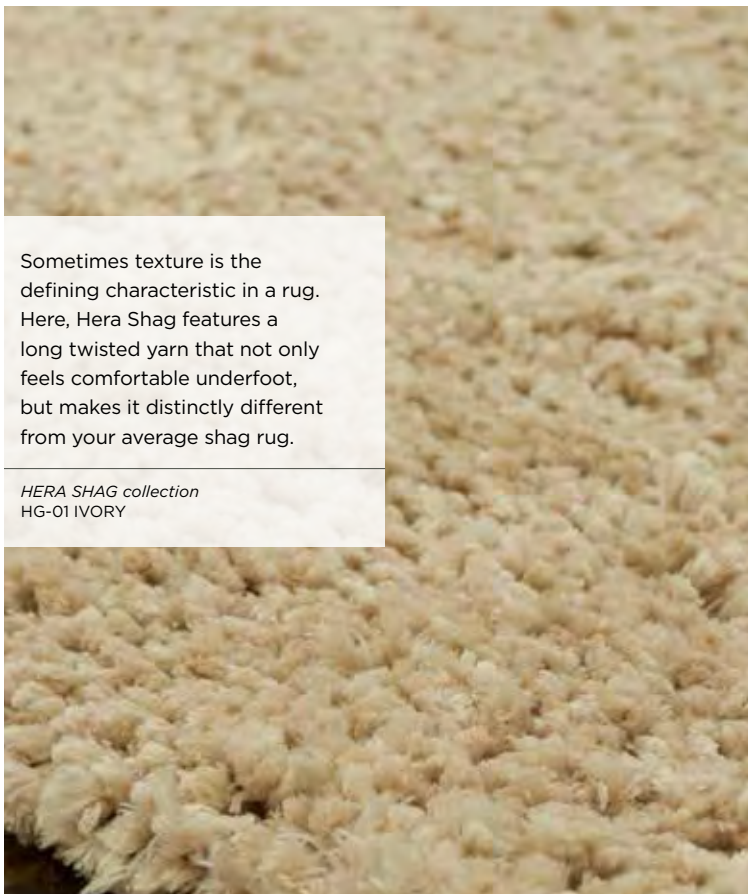 Sometimes texture is the
defining characteristic in a rug.
Here, Hera Shag features a
long twisted yarn that not only
feels comfortable underfoot,
but makes it distinctly different
from your average shag rug.
HERA SHAG collection
HG-01 IVORY